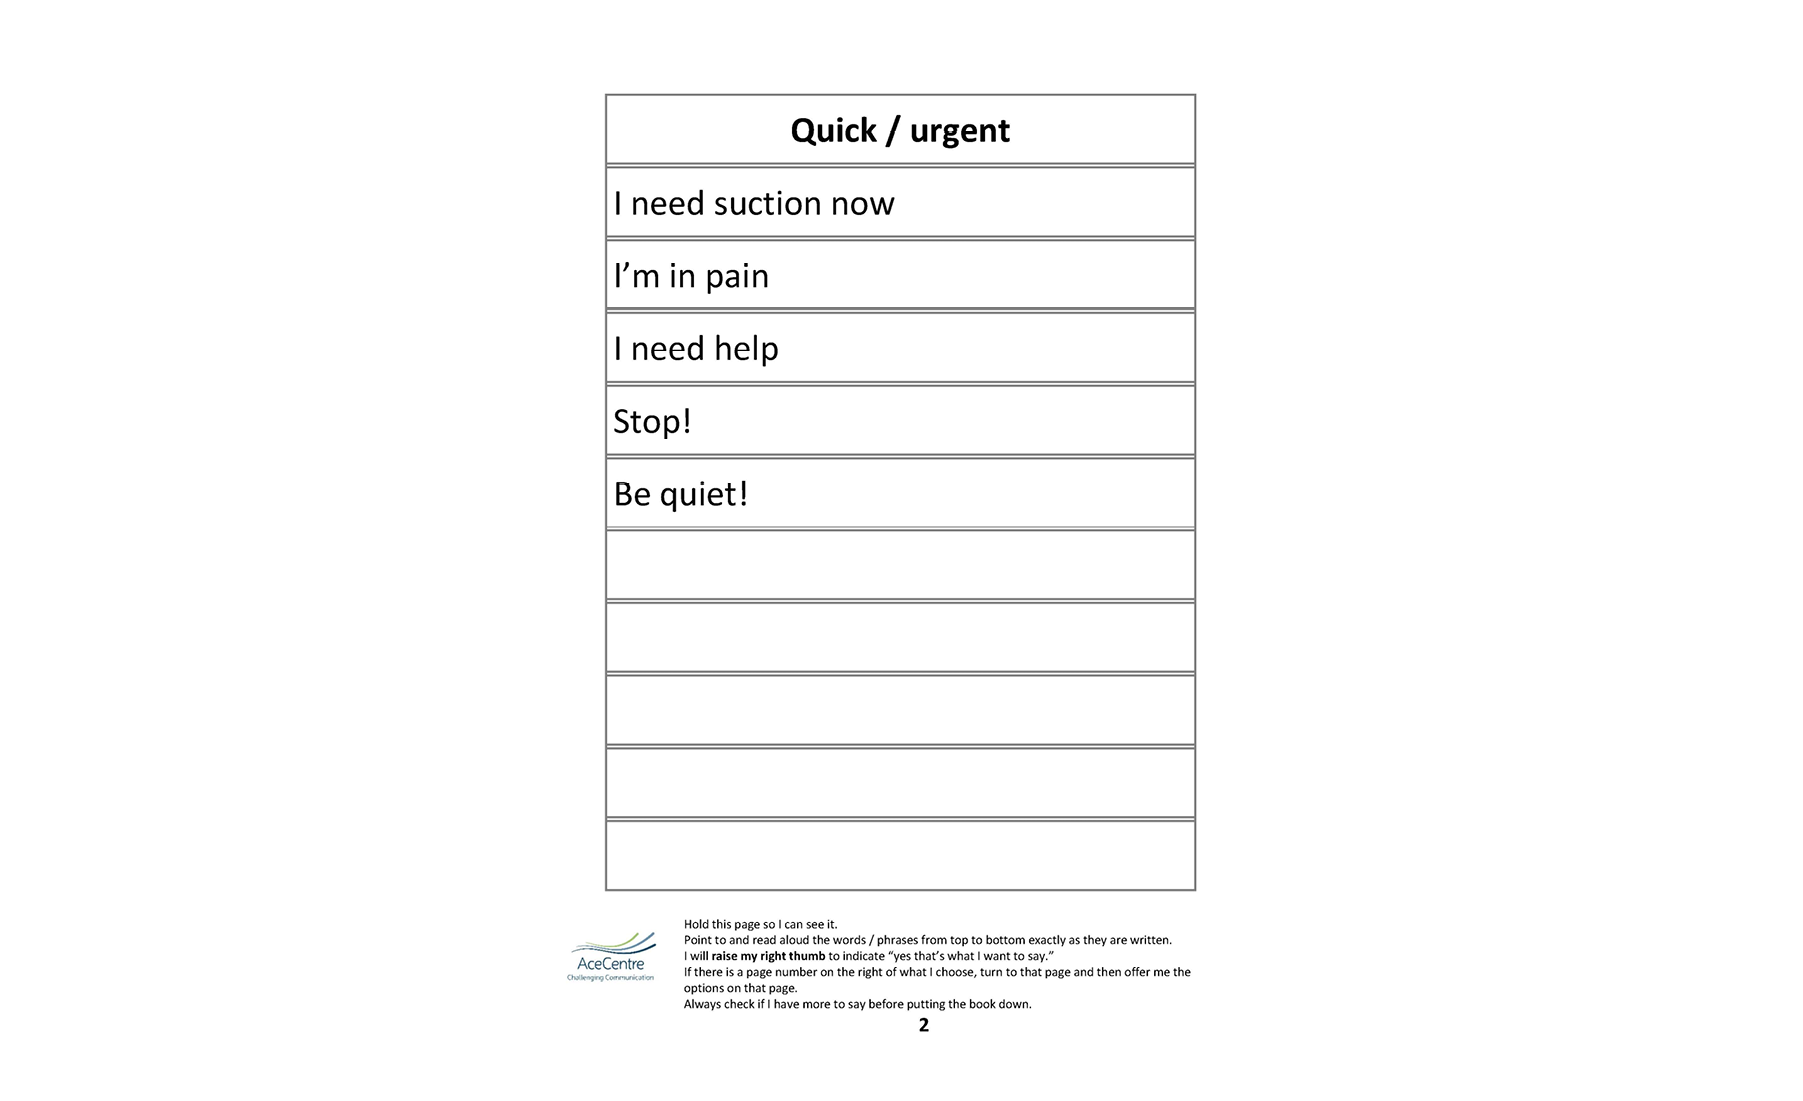 Quick / urgent
I need suction now
I’m in pain
I need help
Stop!
Be quiet!
Hold this page so I can see it.
Point to and read aloud the words / phrases from top to bottom exactly as they are written.
I will raise my right thumb to indicate “yes that’s what I want to say.”
If there is a page number on the right of what I choose, turn to that page and then offer me the
options on that page.
Always check if I have more to say before putting the book down.
AceCentre
Challenging Communication
2